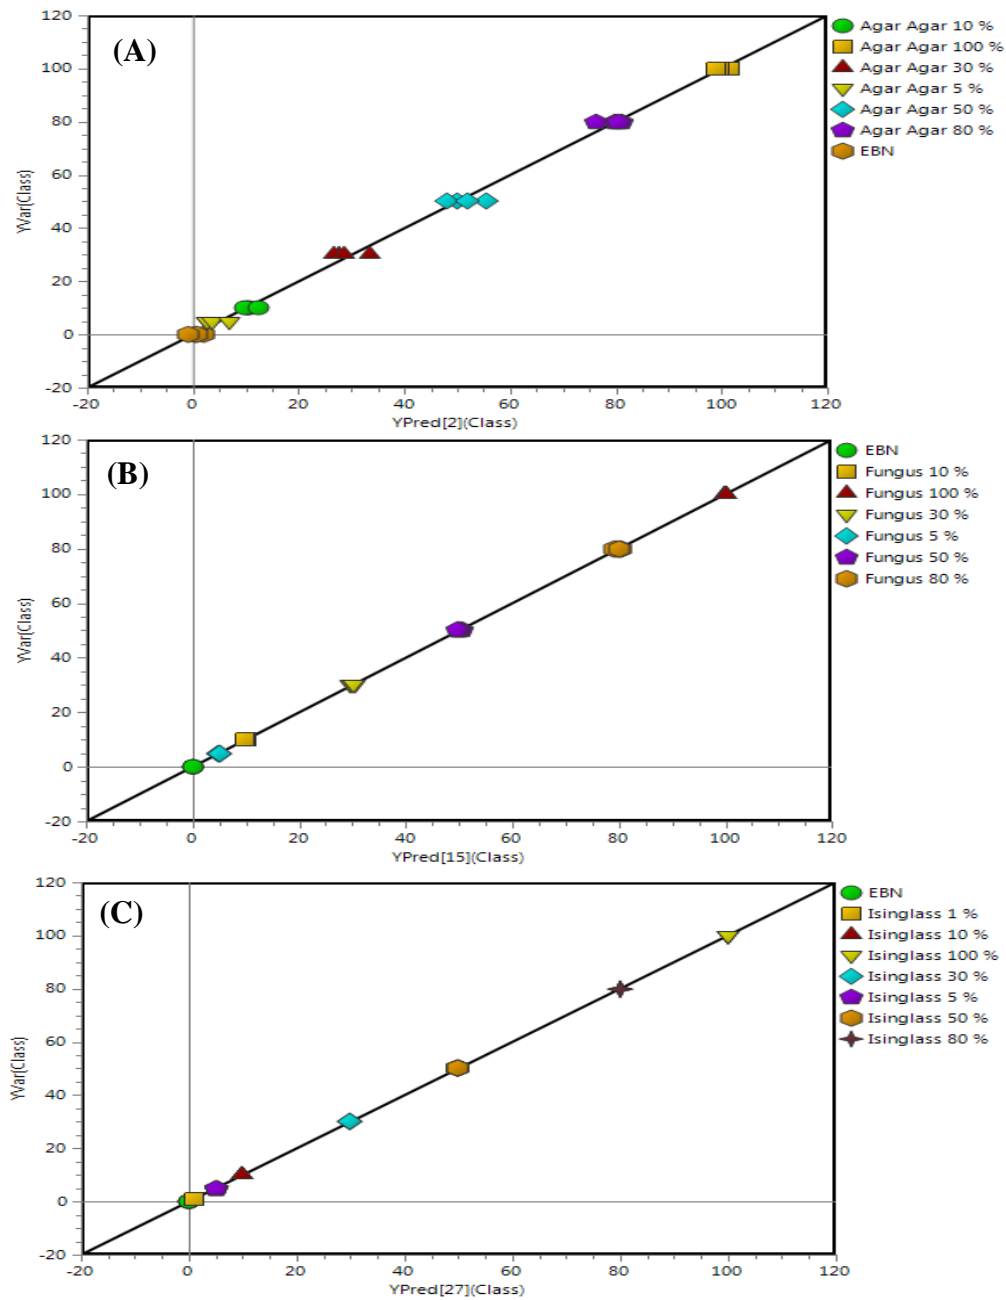 (A)
120
100
80
60
40
20
0
-20
YVar(Class)
-20 0 20 40 60 80 100 120
YPred[2](Class)
Agar Agar 10 %
Agar Agar 100 %
Agar Agar 30 %
Agar Agar 5 %
Agar Agar 50 %
Agar Agar 80 %
EBN
(B)
120
100
80
60
40
20
0
-20
YVar(Class)
-20 0 20 40 60 80 100 120
YPred[15](Class)
EBN
Fungus 10 %
Fungus 100 %
Fungus 30 %
Fungus 5 %
Fungus 50 %
Fungus 80 %
(C)
120
100
80
60
40
20
0
-20
YVar(Class)
-20 0 20 40 60 80 100 120
YPred[27](Class)
EBN
Isinglass 1 %
Isinglass 10 %
Isinglass 100 %
Isinglass 30 %
Isinglass 5 %
Isinglass 50 %
Isinglass 80 %